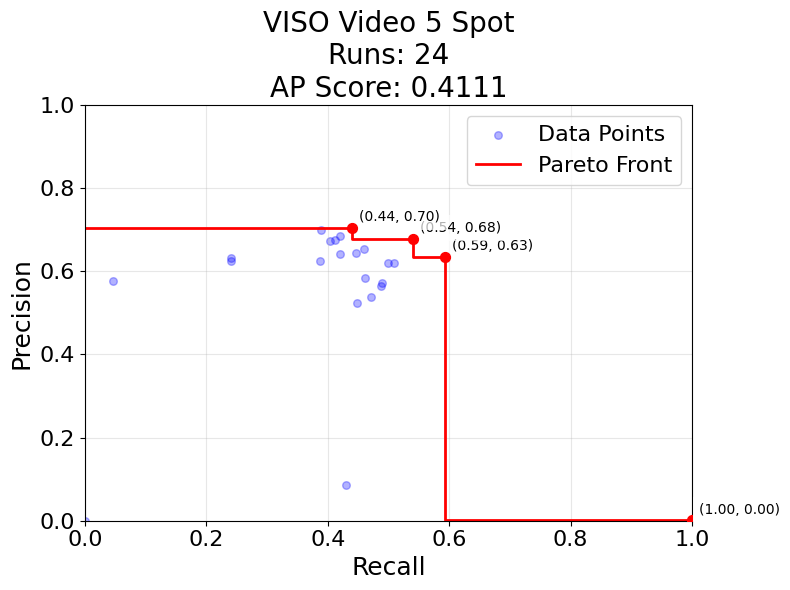 VISO Video 5 Spot
Runs: 24
AP Score: 0.4111
Data Points
Pareto Front
(0.44, 0.70)
(0.54, 0.68)
(0.59, 0.63)
(1.00, 0.00)
Precision
1.0
0.8
0.6
0.4
0.2
0.0
0.0 0.2 0.4 0.6 0.8 1.0
Recall